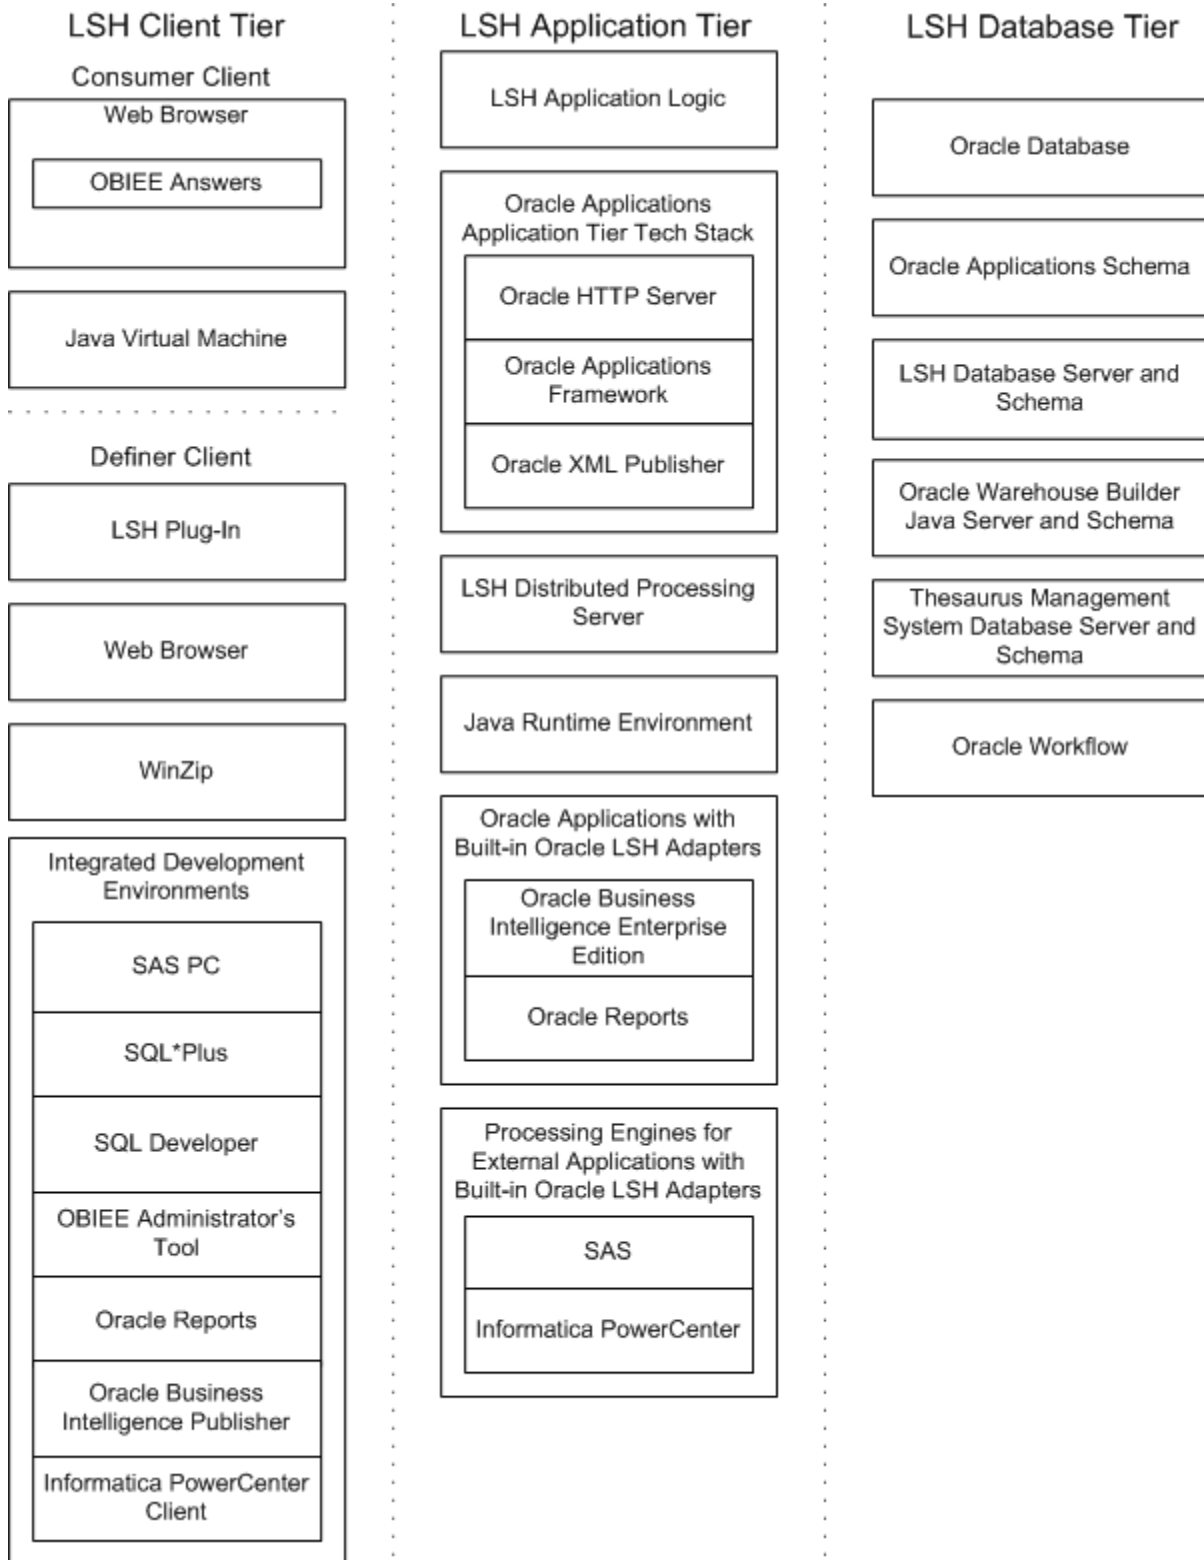 LSH Client Tier
Consumer Client
Web Browser
OBIEE Answers
Java Virtual Machine
Definer Client
LSH Plug-In
Web Browser
WinZip
Integrated Development
Environments
SAS PC
SQL*Plus
SQL Developer
OBIEE Administrator's
Tool
Oracle Reports
Oracle Business
Intelligence Publisher
Informatica PowerCenter
Client
LSH Application Tier
LSH Application Logic
Oracle Applications
Application Tier Tech Stack
Oracle HTTP Server
Oracle Applications
Framework
Oracle XML Publisher
LSH Distributed Processing
Server
Java Runtime Environment
Oracle Applications with
Built-in Oracle LSH Adapters
Oracle Business
Intelligence Enterprise
Edition
Oracle Reports
Processing Engines for
External Applications with
Built-in Oracle LSH Adapters
SAS
Informatica PowerCenter
LSH Database Tier
Oracle Database
Oracle Applications Schema
LSH Database Server and
Schema
Oracle Warehouse Builder
Java Server and Schema
Thesaurus Management
System Database Server and
Schema
Oracle Workflow